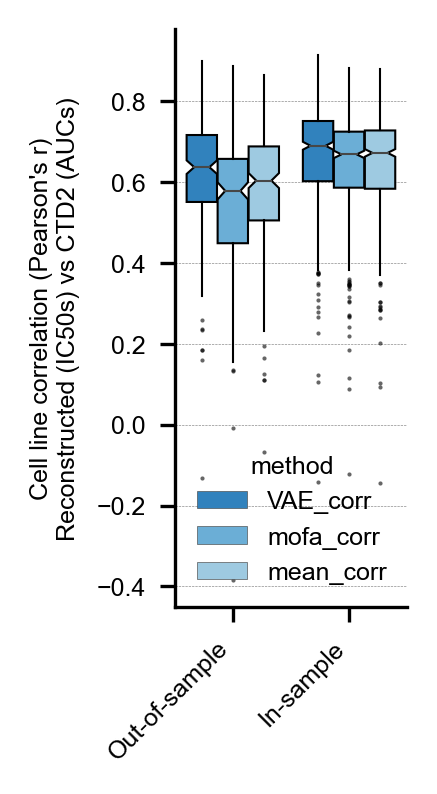 Cell line correlation (Pearson's r)
Reconstructed (IC50s) vs CTD2 (AUCs)
0.8
0.6
0.4
0.2
0.0
−0.2
−0.4
method
VAE_corr
mofa_corr
mean_corr
Out-of-sample
In-sample